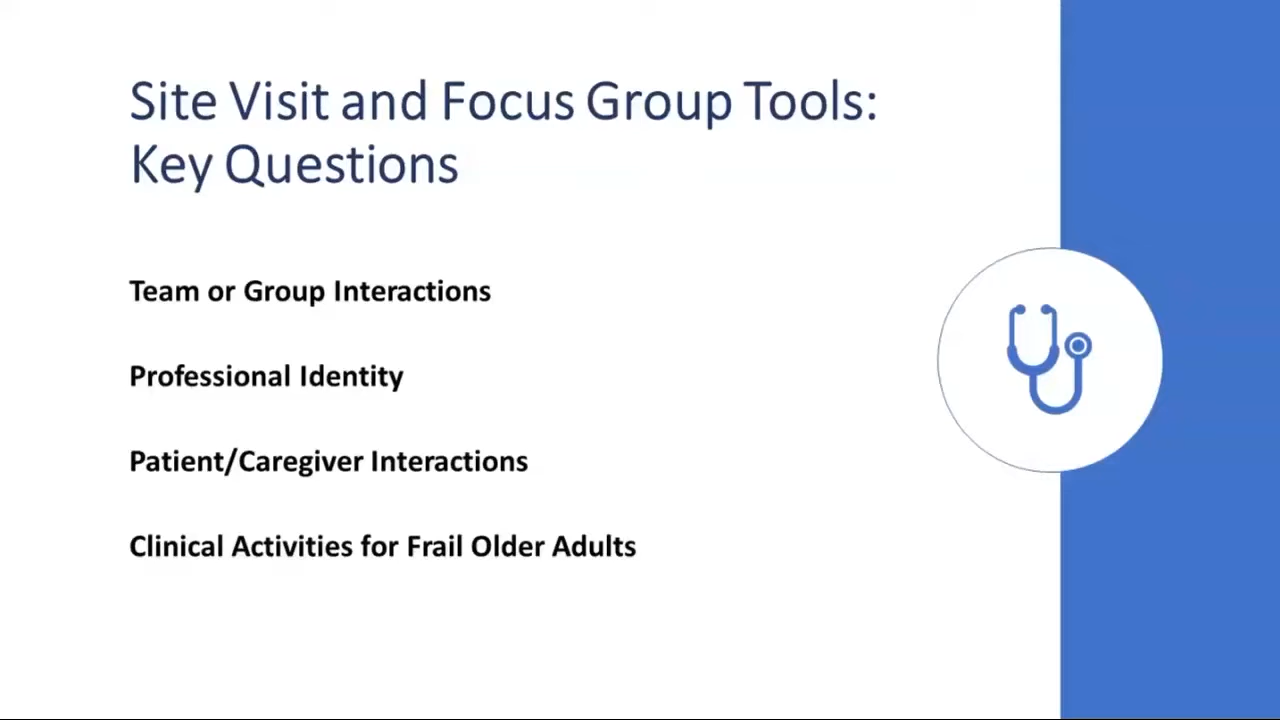 Site Visit and Focus Group Tools:
Key Questions
Team or Group Interactions
Professional Identity
Patient/Caregiver Interactions
Clinical Activities for Frail Older Adults